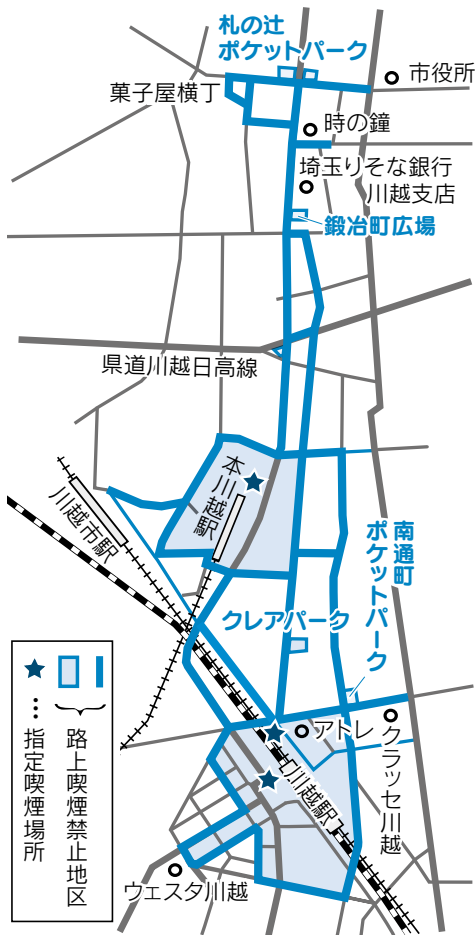 札の辻
ポケットパーク
市役所
菓子屋横丁
時の鐘
埼玉りそな銀行
川越支店
鍛冶町広場
県道川越日高線
本川越駅
川越市駅
南通町
ポケットパーク
クレアパーク
アトレ
クラッセ川越
川越駅
ウェスタ川越
路上喫煙禁止地区
★…指定喫煙場所